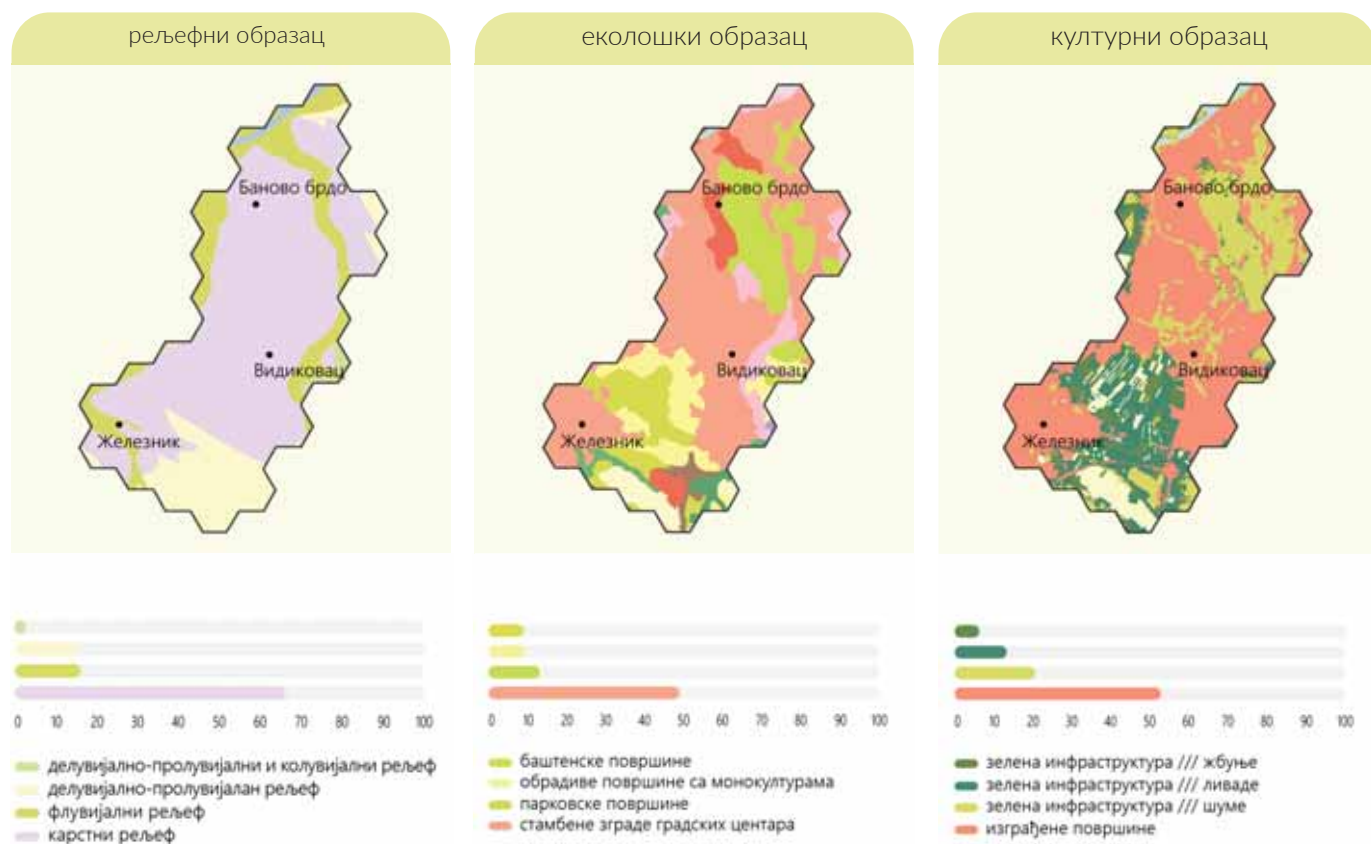 рељефни образац
Баново брдо
Видиковац
Железник
0 10 20 30 40 50 60 70 80 90 100
делувијално-пролувијални и колувијални рељеф
делувијално-пролувијалан рељеф
флувијални рељеф
карстни рељеф
еколошки образац
Баново брдо
Видиковац
Железник
0 10 20 30 40 50 60 70 80 90 100
баштенске површине
обрадиве површине са монокултурама
парковске површине
стамбене зграде градских центара
културни образац
Баново брдо
Видиковац
Железник
0 10 20 30 40 50 60 70 80 90 100
зелена инфраструктура /// жбуње
зелена инфраструктура /// ливаде
зелена инфраструктура /// шуме
изграђене површине